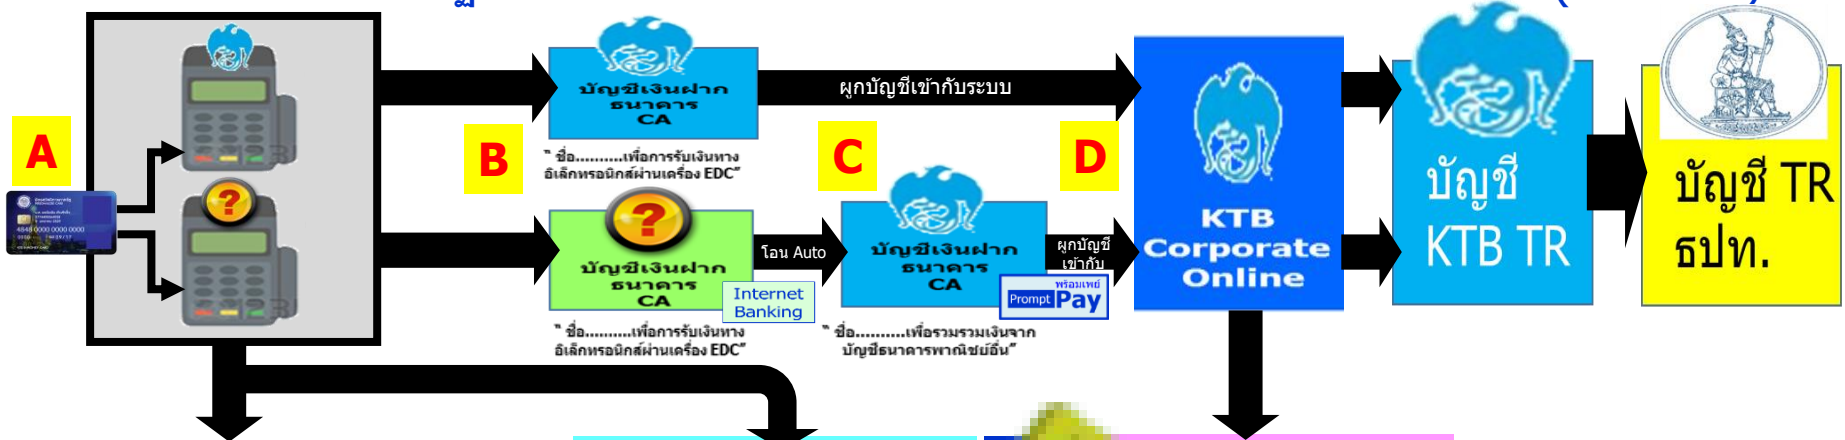 A
B
C
D
บัญชีเงินฝาก
ธนาคาร
CA
" ชื่อ..........เพื่อการรับเงินทาง
อิเล็กทรอนิกส์ผ่านเครื่อง EDC"
ผูกบัญชีเข้ากับระบบ
?
?
บัญชีเงินฝาก
ธนาคาร
CA
Internet
Banking
" ชื่อ..........เพื่อการรับเงินทาง
อิเล็กทรอนิกส์ผ่านเครื่อง EDC"
โอน Auto
บัญชีเงินฝาก
ธนาคาร
CA
" ชื่อ..........เพื่อรวมรวมเงินจาก
บัญชีธนาคารพาณิชย์อื่น"
ผูกบัญชี
เข้ากับ
พร้อมเพย์
Prompt Pay
KTB
Corporate
Online
บัญชี
KTB TR
บัญชี TR
ธปท.
4848 0000 0000 0000